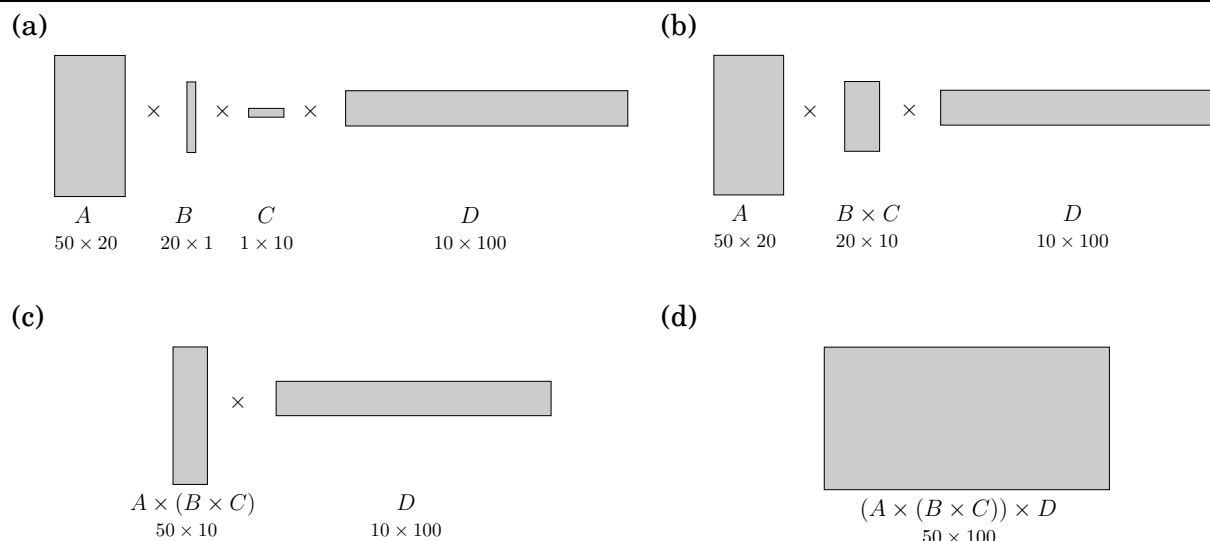 (a) (b)
× × × × ×
A B C D A B × C D
50 × 20 20 × 1 1 × 10 10 × 100 50 × 20 20 × 10 10 × 100
(c) (d)
×
A × (B × C) D (A × (B × C)) × D
50 × 10 10 × 100 50 × 100